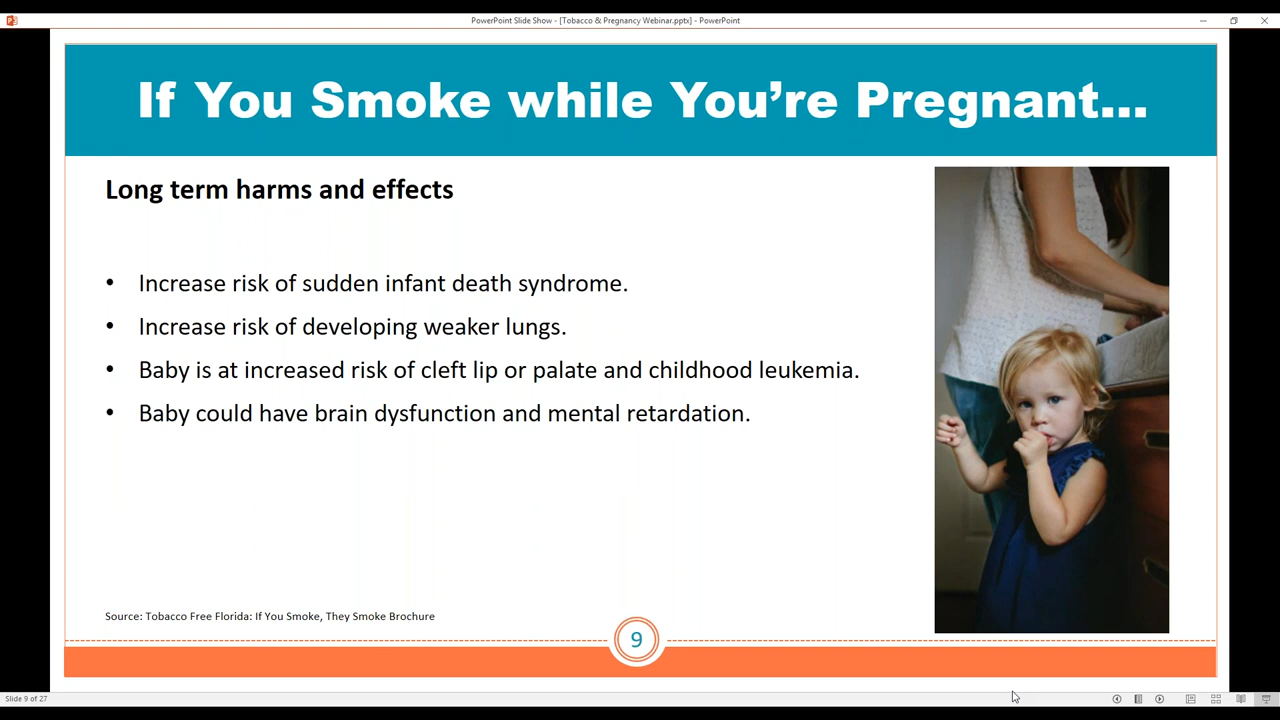 PowerPoint Slide Show - [Tobacco & Pregnancy Webinar.pptx] - PowerPoint
If You Smoke while You’re Pregnant...
Long term harms and effects
• Increase risk of sudden infant death syndrome.
• Increase risk of developing weaker lungs.
• Baby is at increased risk of cleft lip or palate and childhood leukemia.
• Baby could have brain dysfunction and mental retardation.
Source: Tobacco Free Florida: If You Smoke, They Smoke Brochure
9
Slide 9 of 27